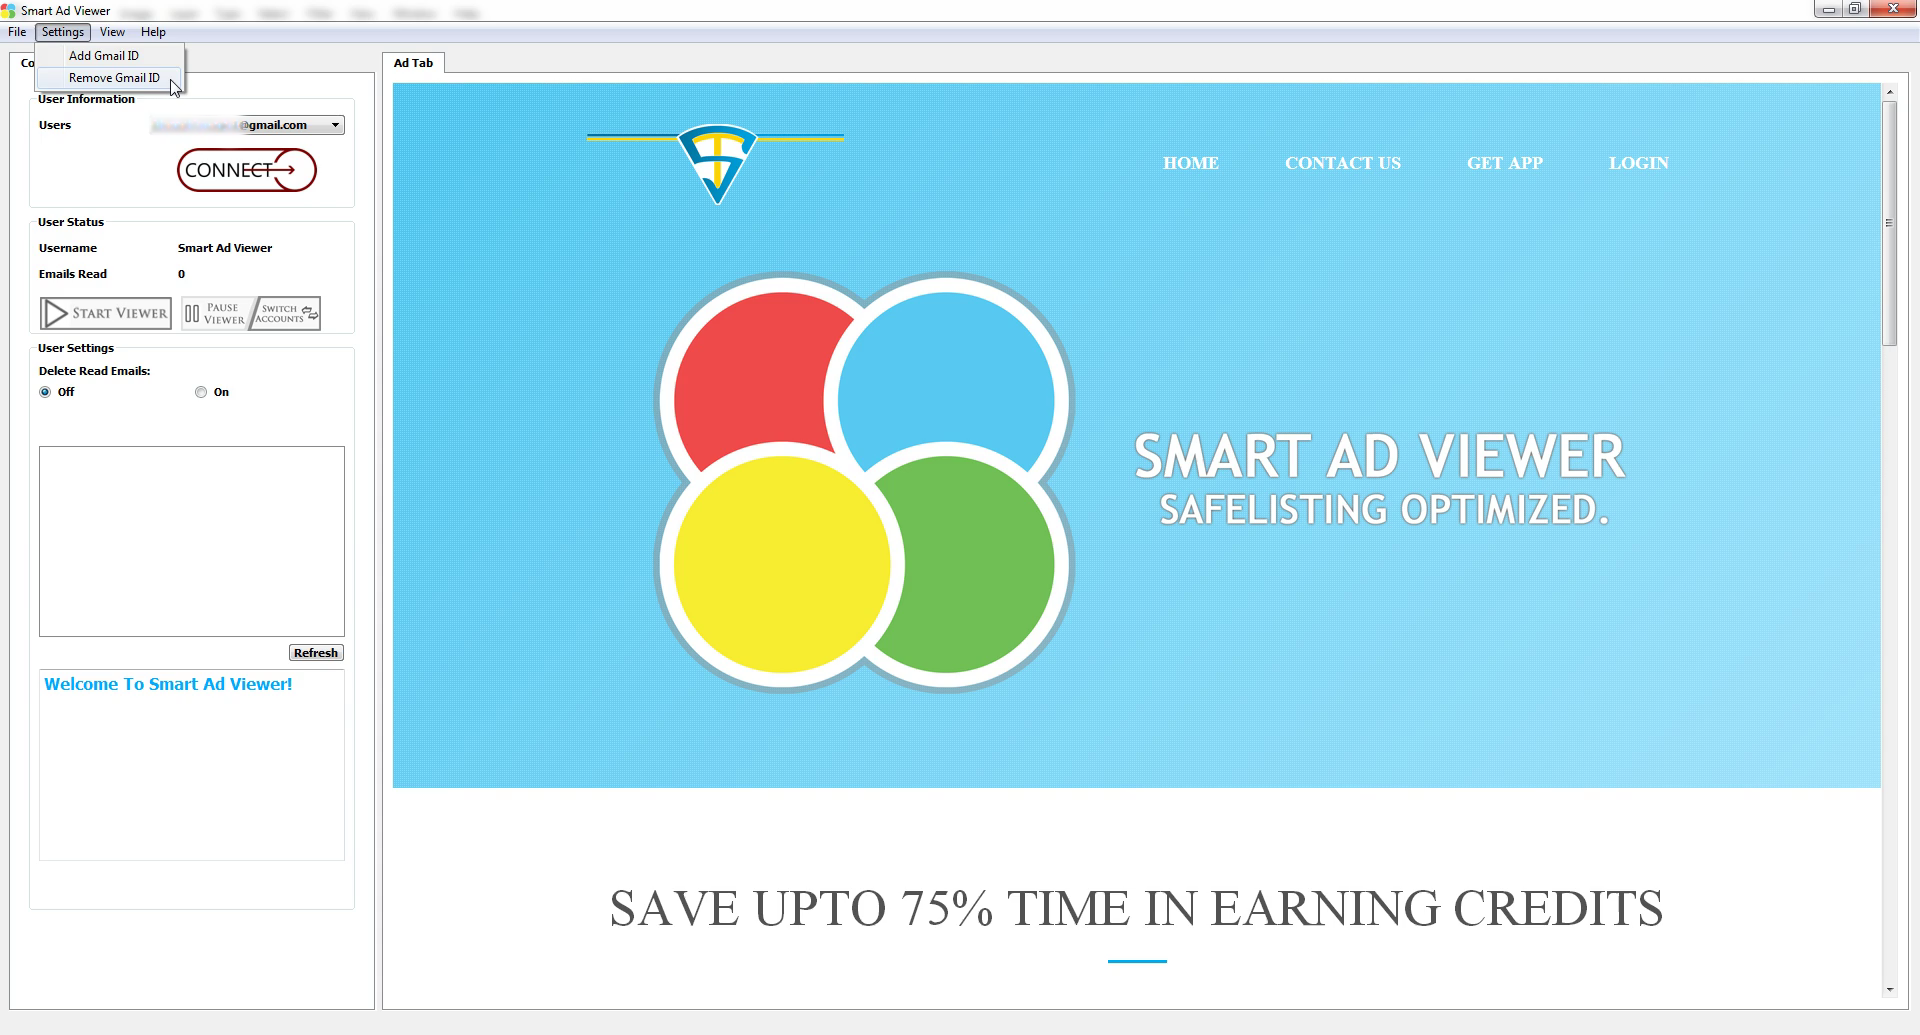 Smart Ad Viewer
File Settings View Help
Add Gmail ID
Remove Gmail ID
Co
User Information
Users @gmail.com
CONNECT
User Status
Username Smart Ad Viewer
Emails Read 0
START VIEWER
PAUSE VIEWER
SWITCH ACCOUNTS
User Settings
Delete Read Emails:
Off On
Refresh
Welcome To Smart Ad Viewer!
Ad Tab
HOME CONTACT US GET APP LOGIN
SMART AD VIEWER
SAFELISTING OPTIMIZED.
SAVE UPTO 75% TIME IN EARNING CREDITS